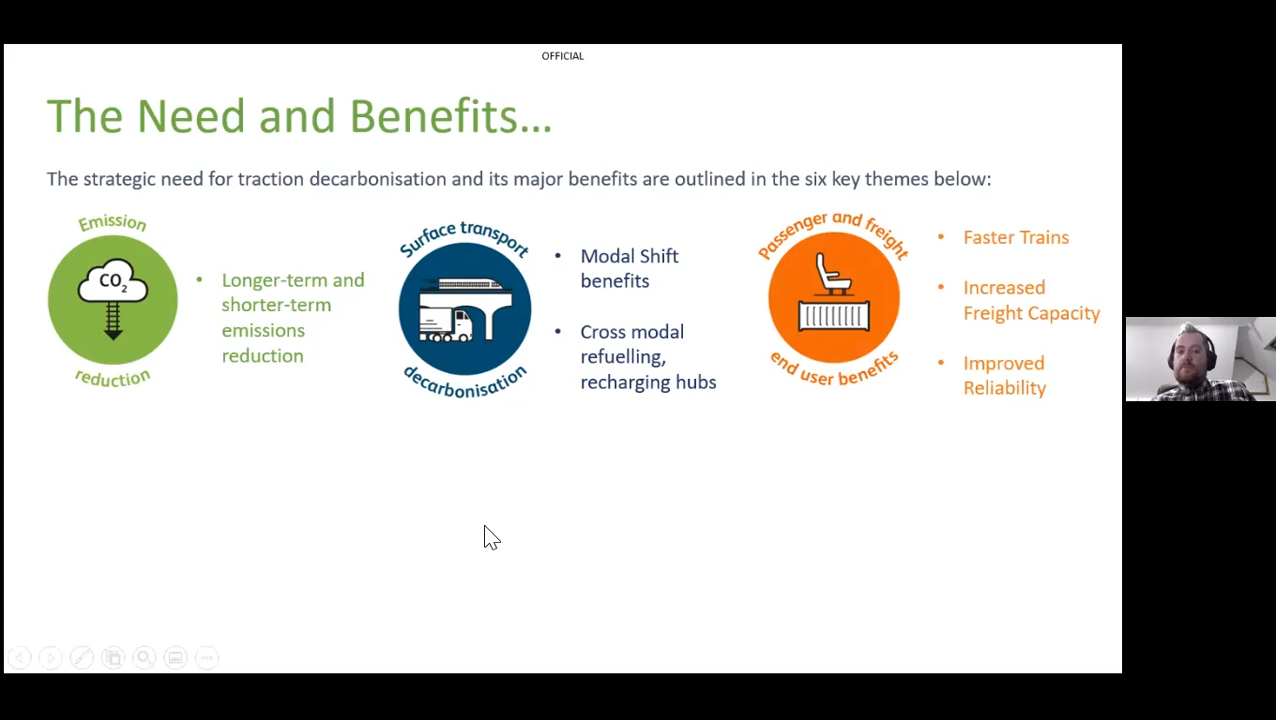 OFFICIAL
The Need and Benefits...
The strategic need for traction decarbonisation and its major benefits are outlined in the six key themes below:
Emission
CO2
reduction
• Longer-term and
shorter-term
emissions
reduction
Surface transport
decarbonisation
• Modal Shift
benefits
• Cross modal
refuelling,
recharging hubs
Passenger and freight
end user benefits
• Faster Trains
• Increased
Freight Capacity
• Improved
Reliability